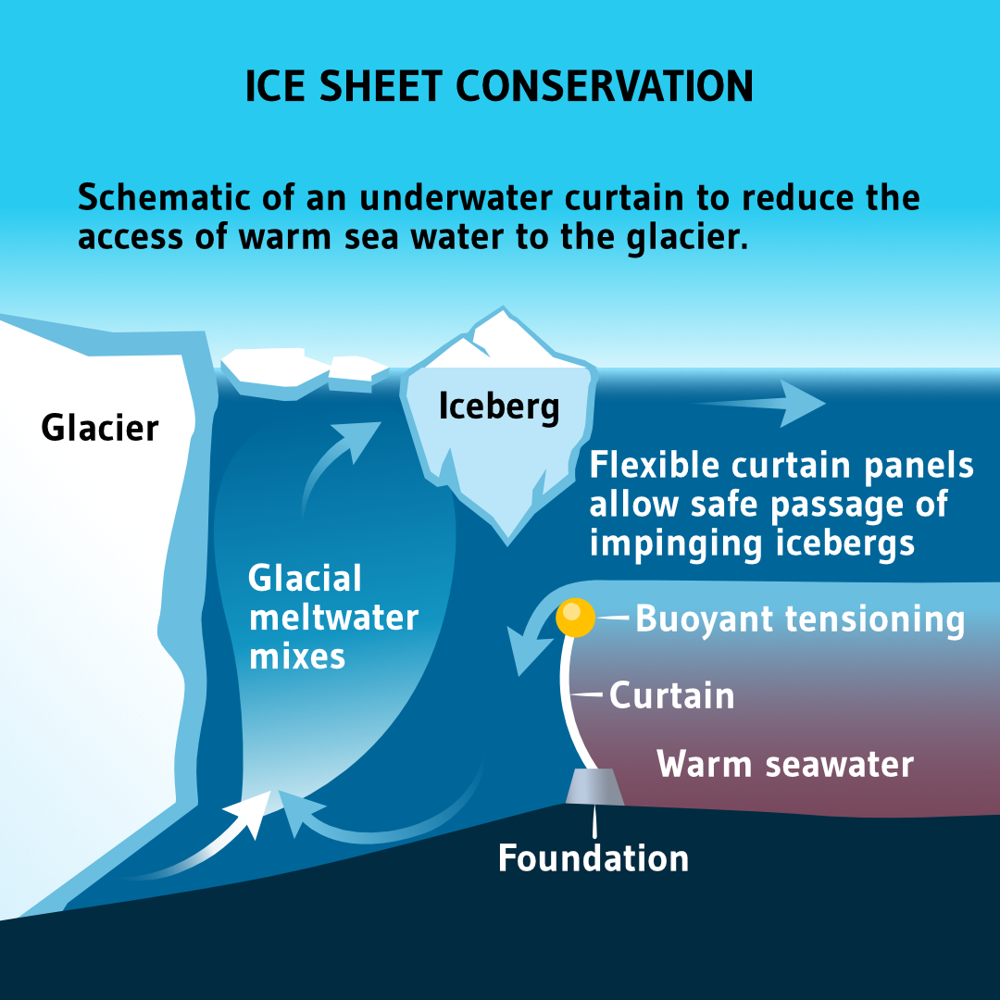 ICE SHEET CONSERVATION
Schematic of an underwater curtain to reduce the
access of warm sea water to the glacier.
Glacier
Iceberg
Flexible curtain panels
allow safe passage of
impinging icebergs
Glacial
meltwater
mixes
Buoyant tensioning
Curtain
Warm seawater
Foundation